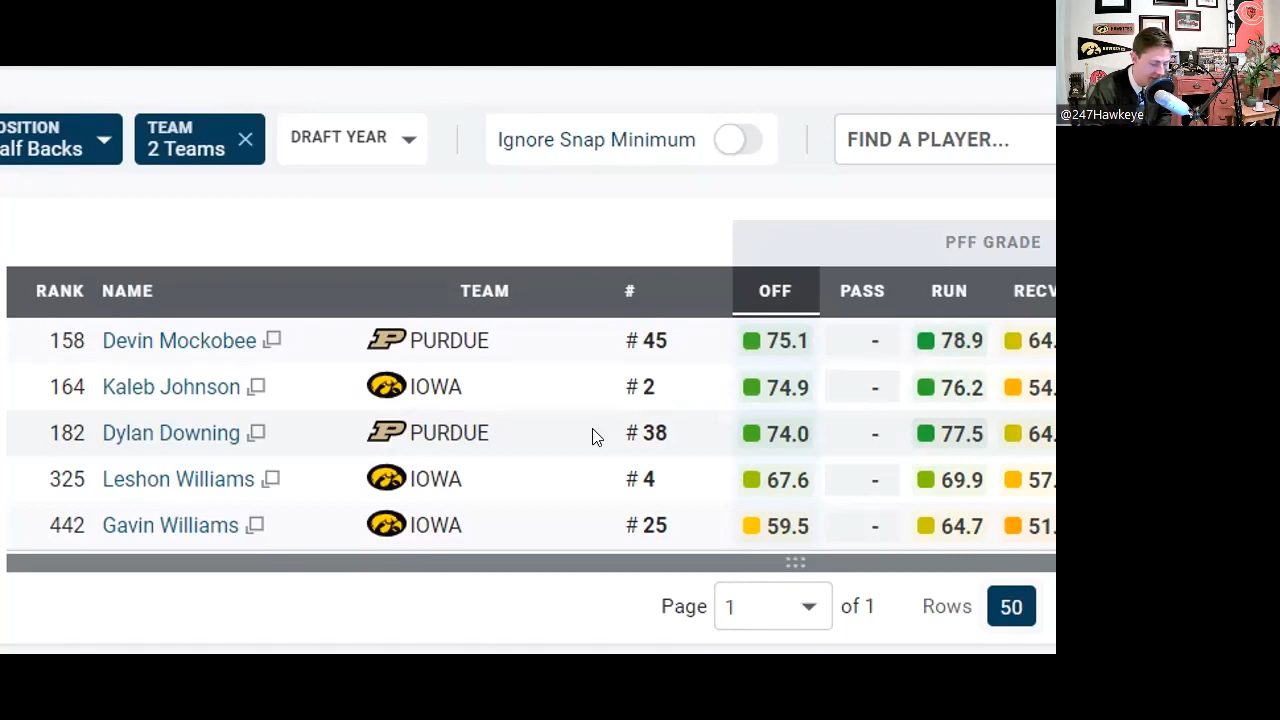 OSITION
alf Backs
TEAM
2 Teams
DRAFT YEAR
Ignore Snap Minimum
FIND A PLAYER...
@247Hawkeye
PFF GRADE
RANK NAME TEAM # OFF PASS RUN RECV
158 Devin Mockobee PURDUE # 45 75.1 - 78.9 64.
164 Kaleb Johnson IOWA # 2 74.9 - 76.2 54.
182 Dylan Downing PURDUE # 38 74.0 - 77.5 64.
325 Leshon Williams IOWA # 4 67.6 - 69.9 57.
442 Gavin Williams IOWA # 25 59.5 - 64.7 51.
Page 1 of 1 Rows 50